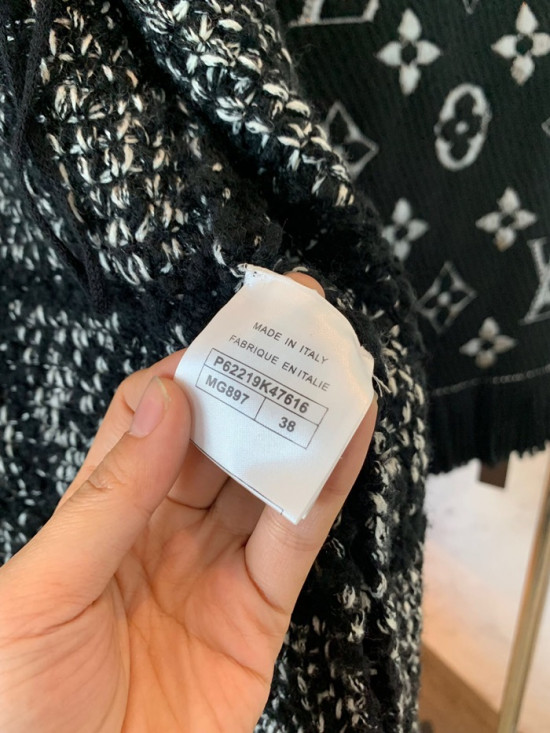 MADE IN ITALY
FABRIQUE EN ITALIE
P62219K47616
MG897 38